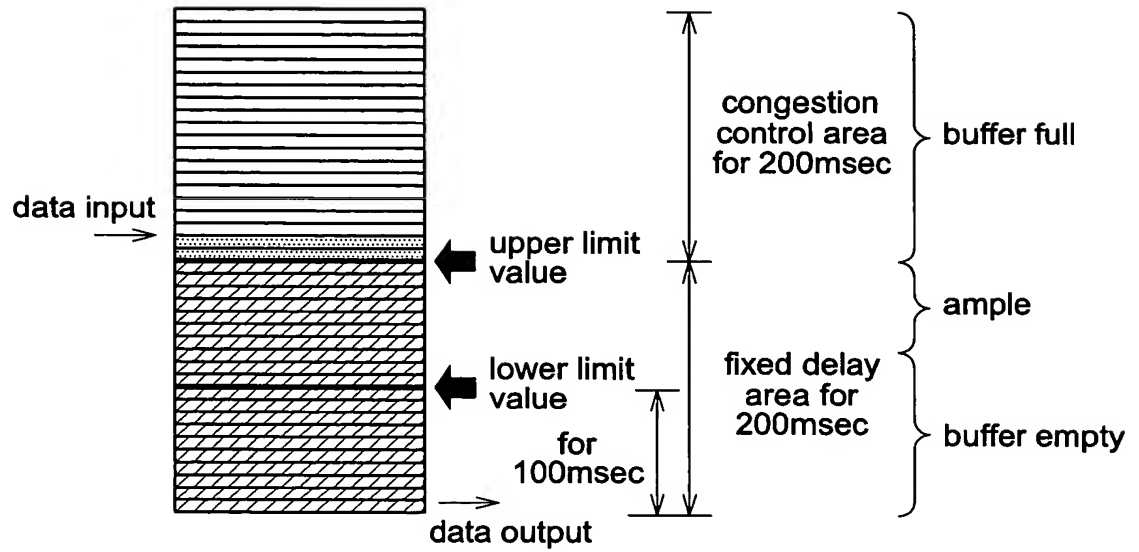 congestion
control area
for 200msec
buffer full
data input
upper limit
value
ample
lower limit
value
fixed delay
area for
200msec
for
100msec
buffer empty
data output